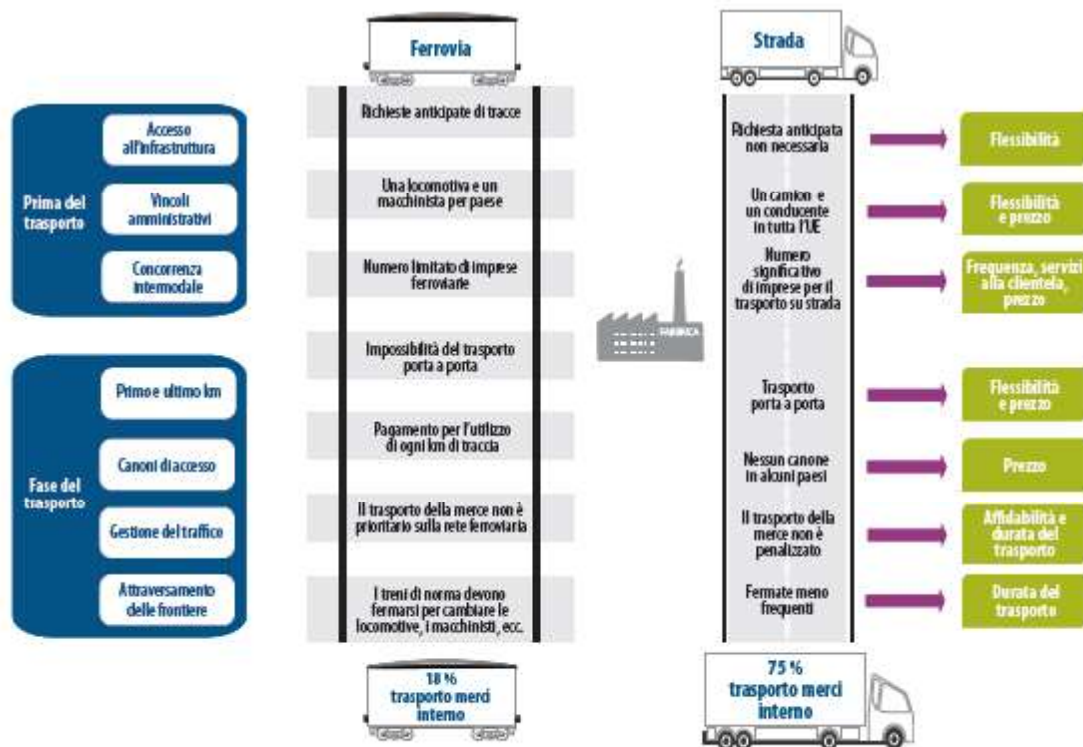 Ferrovia
Strada
Prima del
trasporto
Accesso
all'infrastruttura
Richieste anticipate di tracce
Richiesta anticipata
non necessaria
Flessibilità
Vincoli
amministrativi
Una locomotiva e un
macchinista per paese
Un camion e
un conducente
in tutta l'UE
Flessibilità
e prezzo
Concorrenza
intermodale
Numero limitato di imprese
ferroviarie
Numero
significativo
di imprese per il
trasporto su strada
Frequenza, servizi
alla clientela,
prezzo
FABBRICA
Fase del
trasporto
Primo e ultimo km
Impossibilità del trasporto
porta a porta
Trasporto
porta a porta
Flessibilità
e prezzo
Canoni di accesso
Pagamento per l'utilizzo
di ogni km di traccia
Nessun canone
in alcuni paesi
Prezzo
Gestione del traffico
Il trasporto della merce non è
prioritario sulla rete ferroviaria
Il trasporto della
merce non è
penalizzato
Affidabilità e
durata del
trasporto
Attraversamento
delle frontiere
I treni di norma devono
fermarsi per cambiare le
locomotive, i macchinisti, ecc.
Fermate meno
frequenti
Durata del
trasporto
18 %
trasporto merci
interno
75 %
trasporto merci
interno